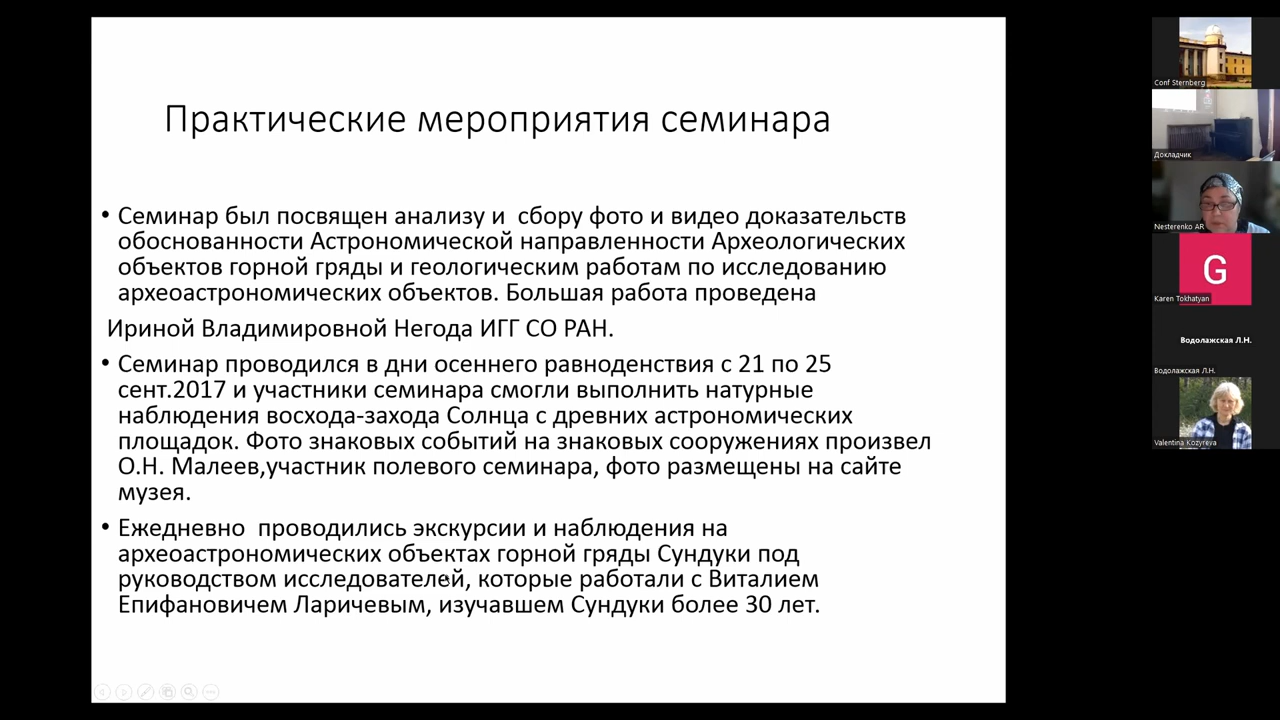 Практические мероприятия семинара
• Семинар был посвящен анализу и  сбору фото и видео доказательств
обоснованности Астрономической направленности Археологических
объектов горной гряды и геологическим работам по исследованию
археоастрономических объектов. Большая работа проведена
Ириной Владимировной Негода ИГГ СО РАН.
• Семинар проводился в дни осеннего равноденствия с 21 по 25
сент.2017 и участники семинара смогли выполнить натурные
наблюдения восхода-захода Солнца с древних астрономических
площадок. Фото знаковых событий на знаковых сооружениях произвел
О.Н. Малеев,участник полевого семинара, фото размещены на сайте
музея.
• Ежедневно  проводились экскурсии и наблюдения на
археоастрономических объектах горной гряды Сундуки под
руководством исследователей, которые работали с Виталием
Епифановичем Ларичевым, изучавшем Сундуки более 30 лет.
Conf Sternberg
Докладчик
Nesterenko AR
G
Karen Tokhatyan
Водолажская Л.Н.
Водолажская Л.Н.
Valentina Kozyreva